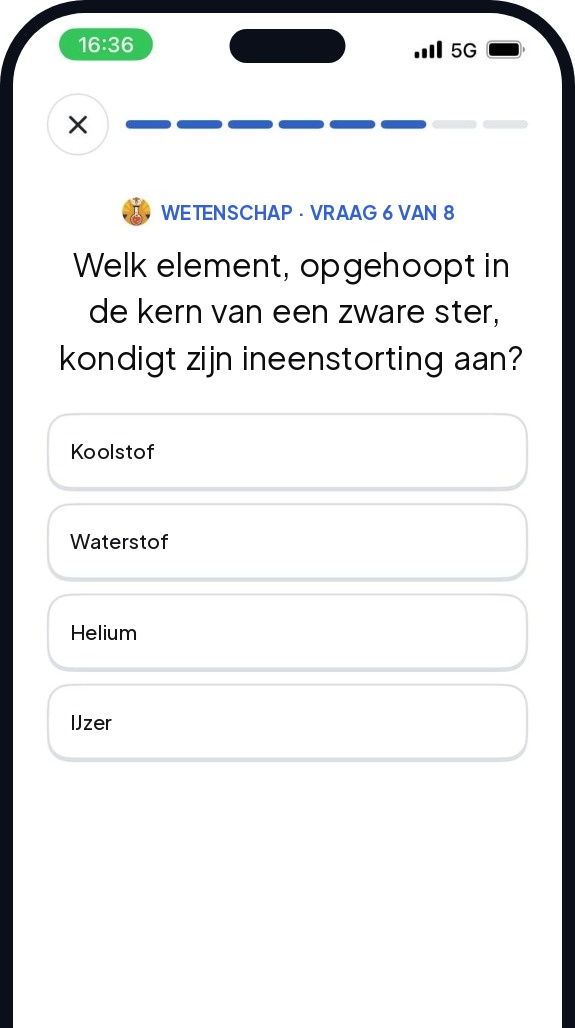 16:36
5G
WETENSCHAP · VRAAG 6 VAN 8
Welk element, opgehoopt in
de kern van een zware ster,
kondigt zijn ineenstorting aan?
Koolstof
Waterstof
Helium
IJzer